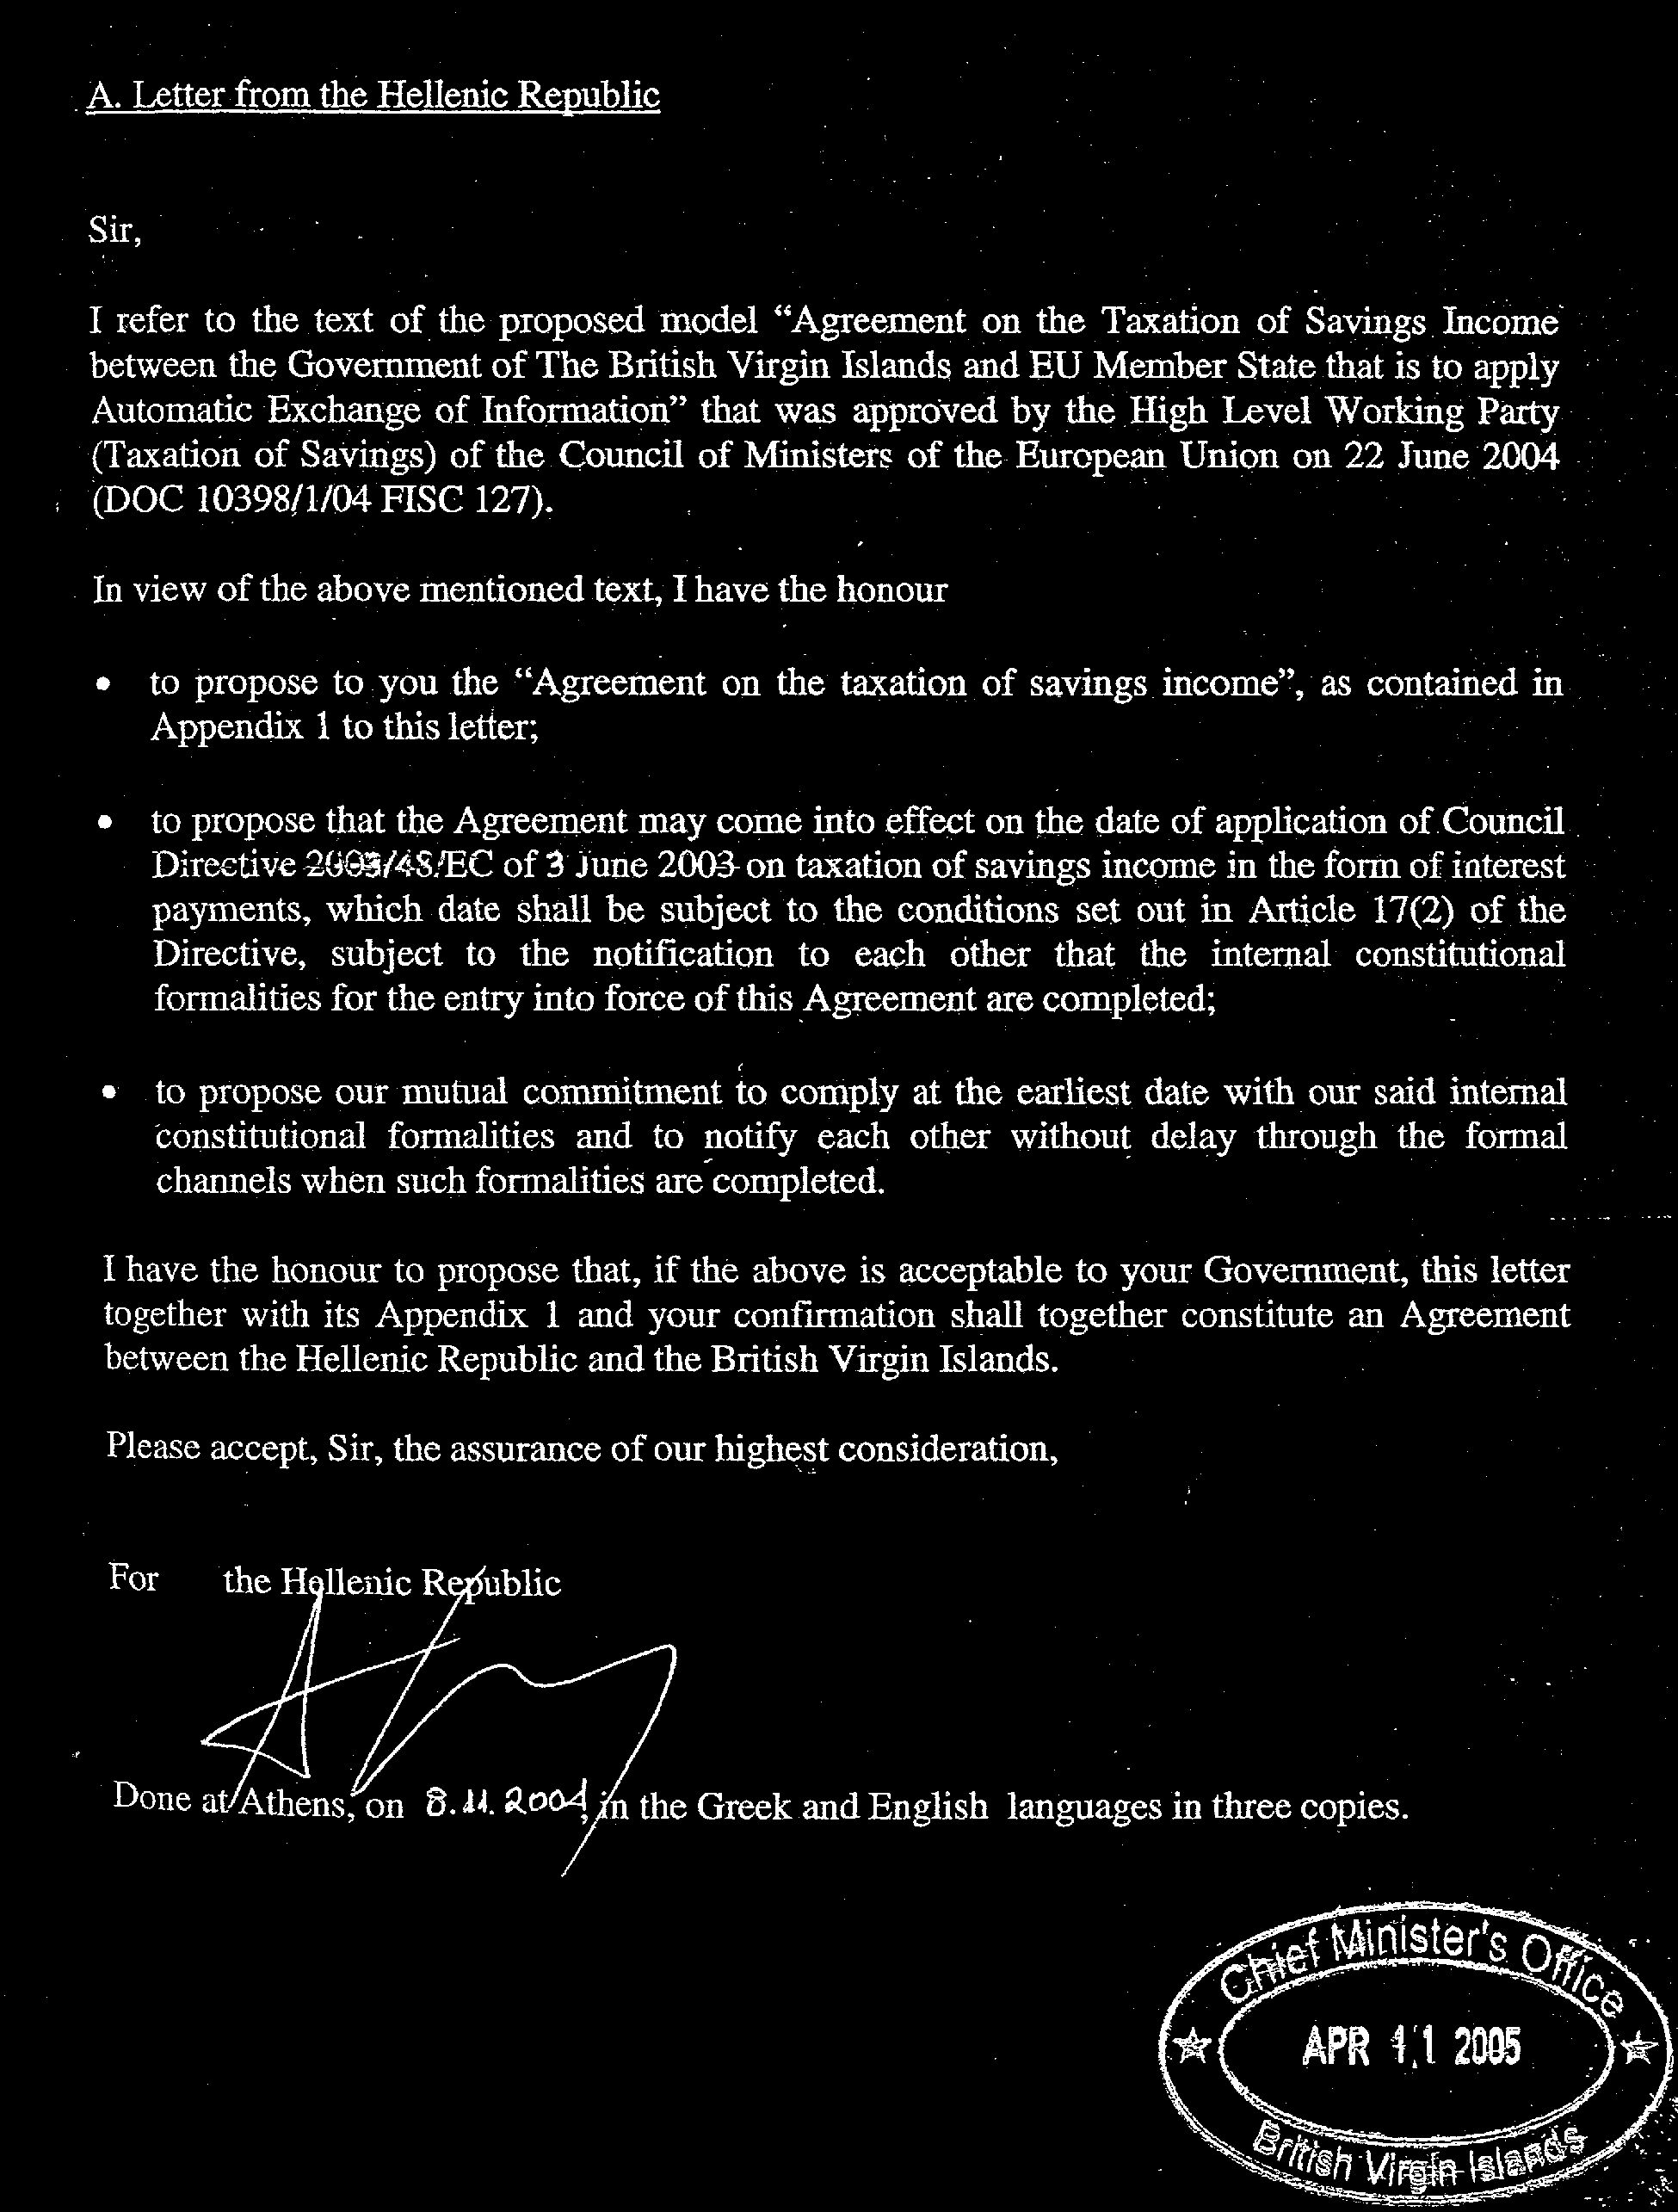 A. Letter from the Hellenic Republic
Sir,
I refer to the text of the proposed model “Agreement on the Taxation of Savings Income
between the Government of The British Virgin Islands and EU Member State that is to apply
Automatic Exchange of Information” that was approved by the High Level Working Party
(Taxation of Savings) of the Council of Ministers of the European Union on 22 June 2004
(DOC 10398/1/04 FISC 127).
In view of the above mentioned text, I have the honour
• to propose to you the “Agreement on the taxation of savings income”, as contained in
Appendix 1 to this letter;
• to propose that the Agreement may come into effect on the date of application of Council
Directive 2003/48/EC of 3 June 2003 on taxation of savings income in the form of interest
payments, which date shall be subject to the conditions set out in Article 17(2) of the
Directive, subject to the notification to each other that the internal constitutional
formalities for the entry into force of this Agreement are completed;
• to propose our mutual commitment to comply at the earliest date with our said internal
constitutional formalities and to notify each other without delay through the formal
channels when such formalities are completed.
I have the honour to propose that, if the above is acceptable to your Government, this letter
together with its Appendix 1 and your confirmation shall together constitute an Agreement
between the Hellenic Republic and the British Virgin Islands.
Please accept, Sir, the assurance of our highest consideration,
For the Hellenic Republic
Done at Athens, on 8.11.2004, in the Greek and English languages in three copies.
Chief Minister's Office
APR 11 2005
British Virgin Islands